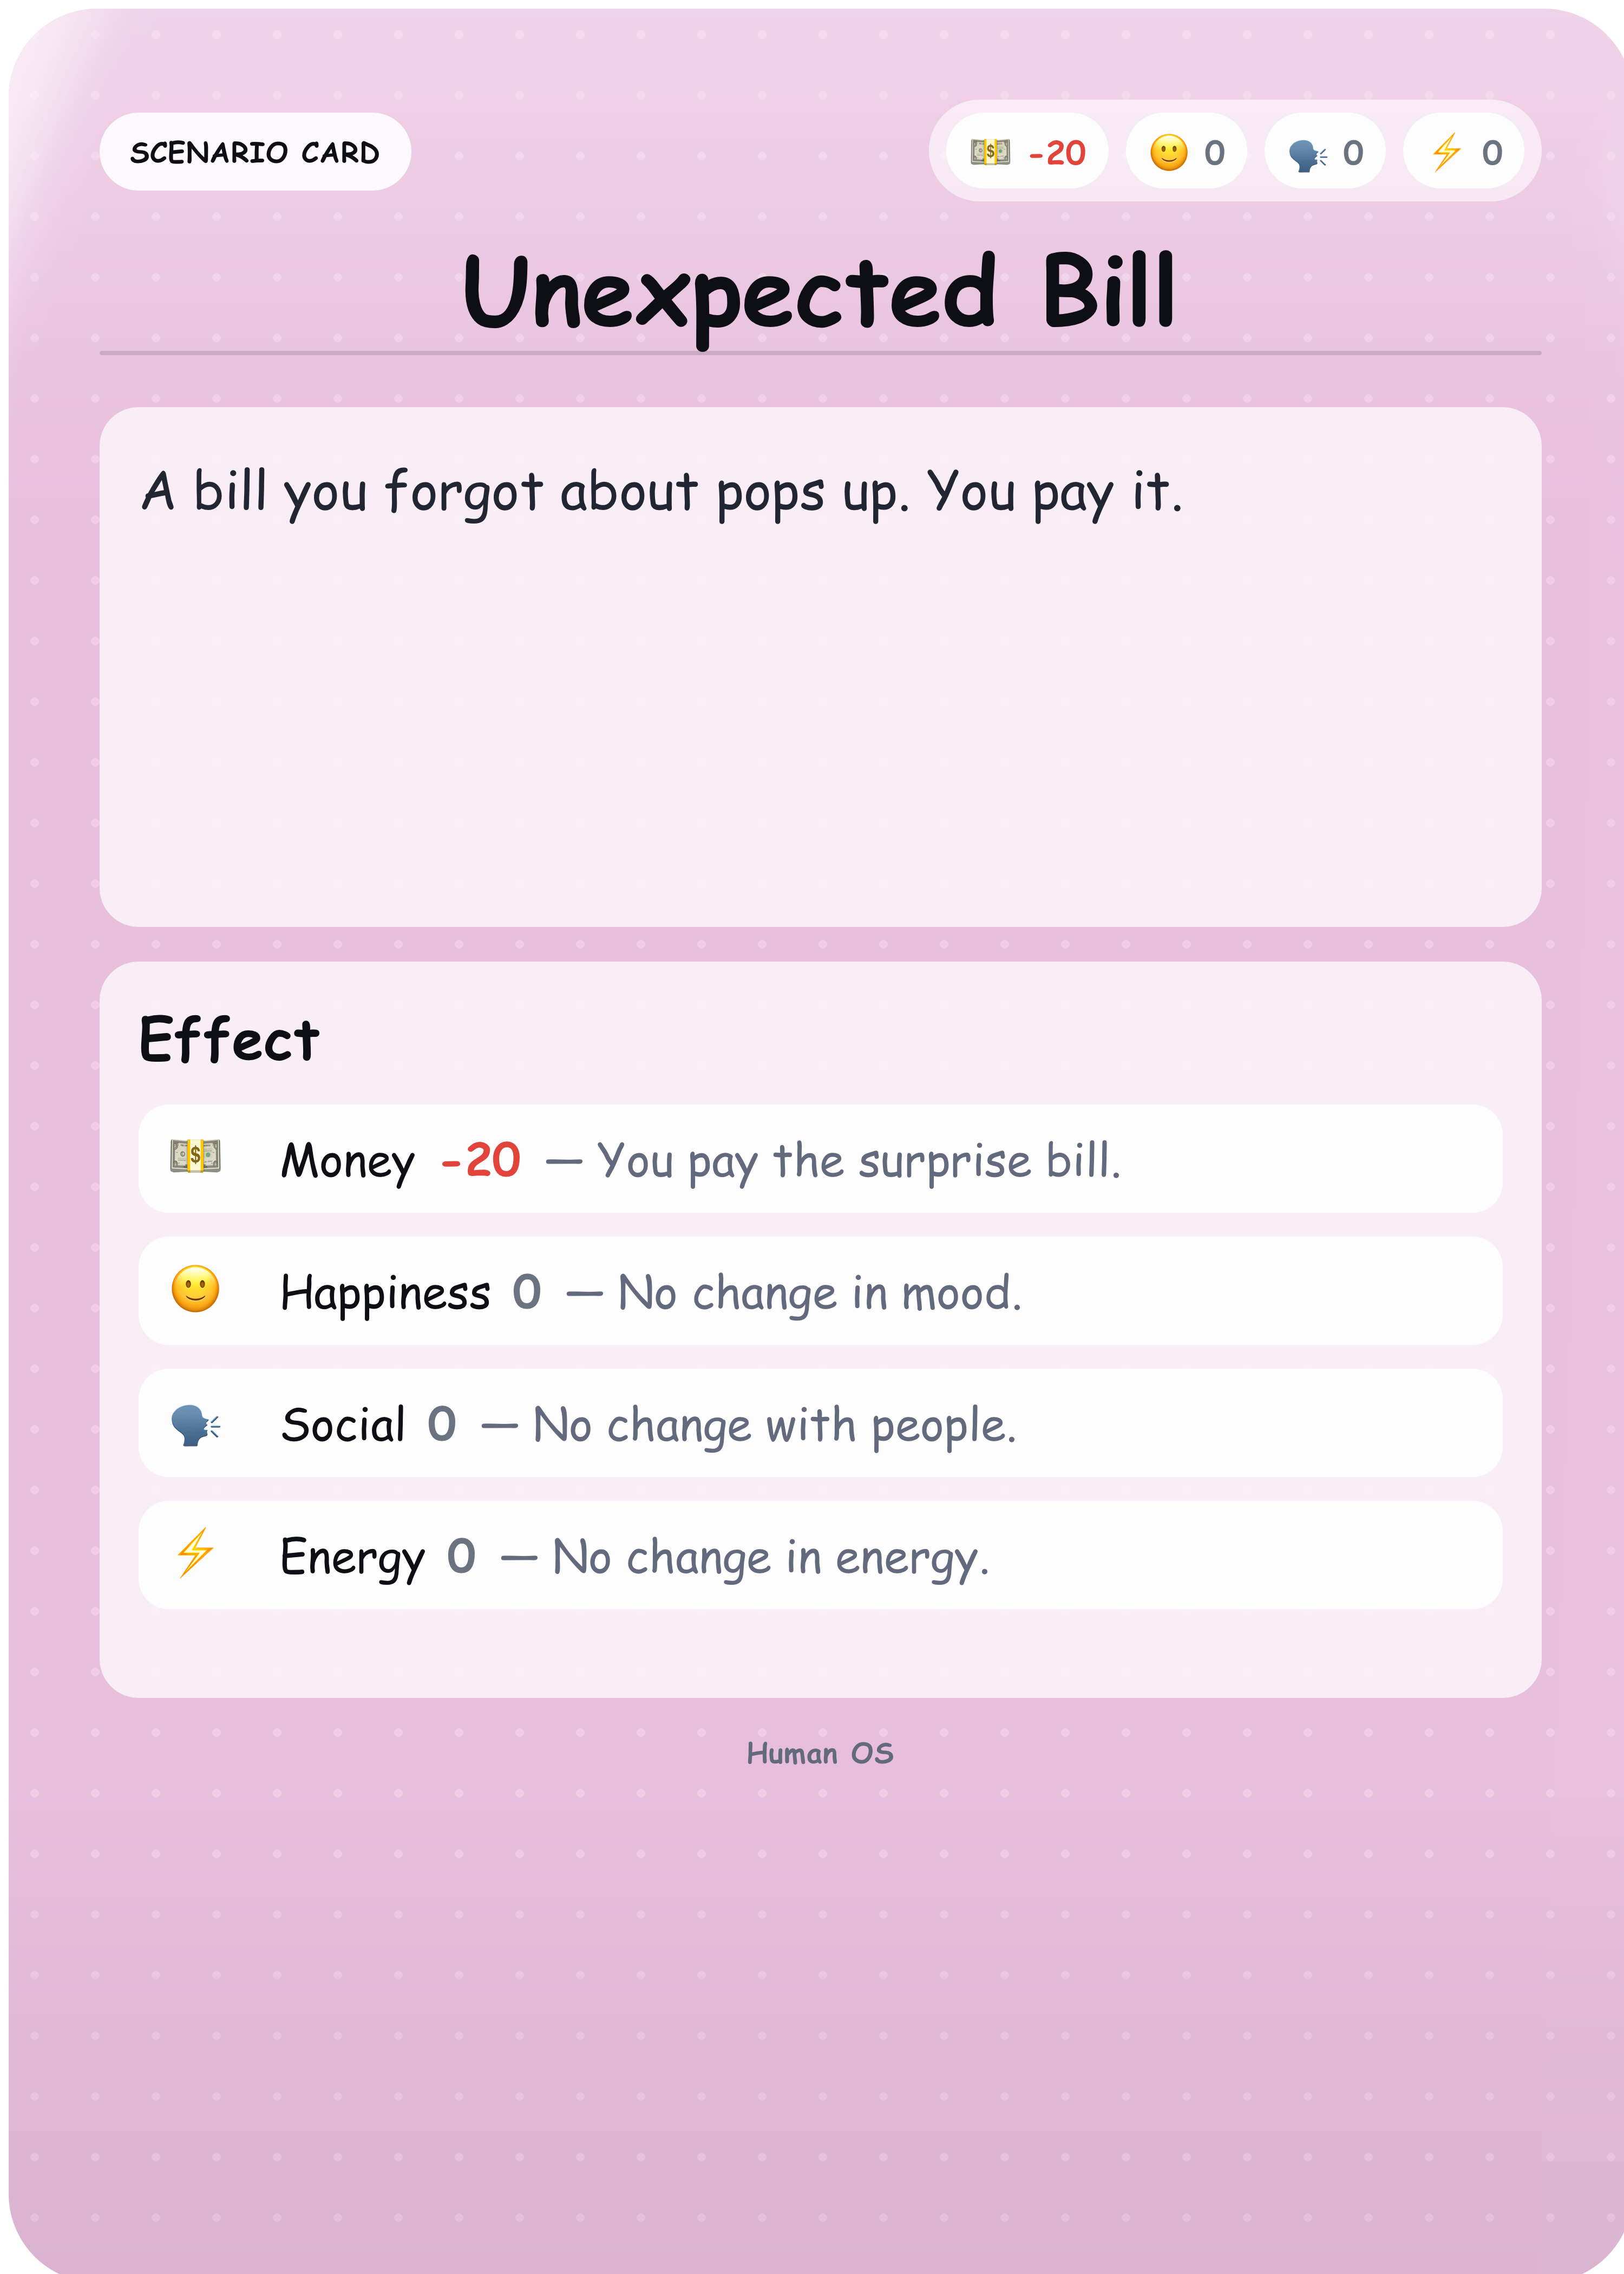 SCENARIO CARD
-20 0 0 0
Unexpected Bill
A bill you forgot about pops up. You pay it.
Effect
Money -20 — You pay the surprise bill.
Happiness 0 — No change in mood.
Social 0 — No change with people.
Energy 0 — No change in energy.
Human OS